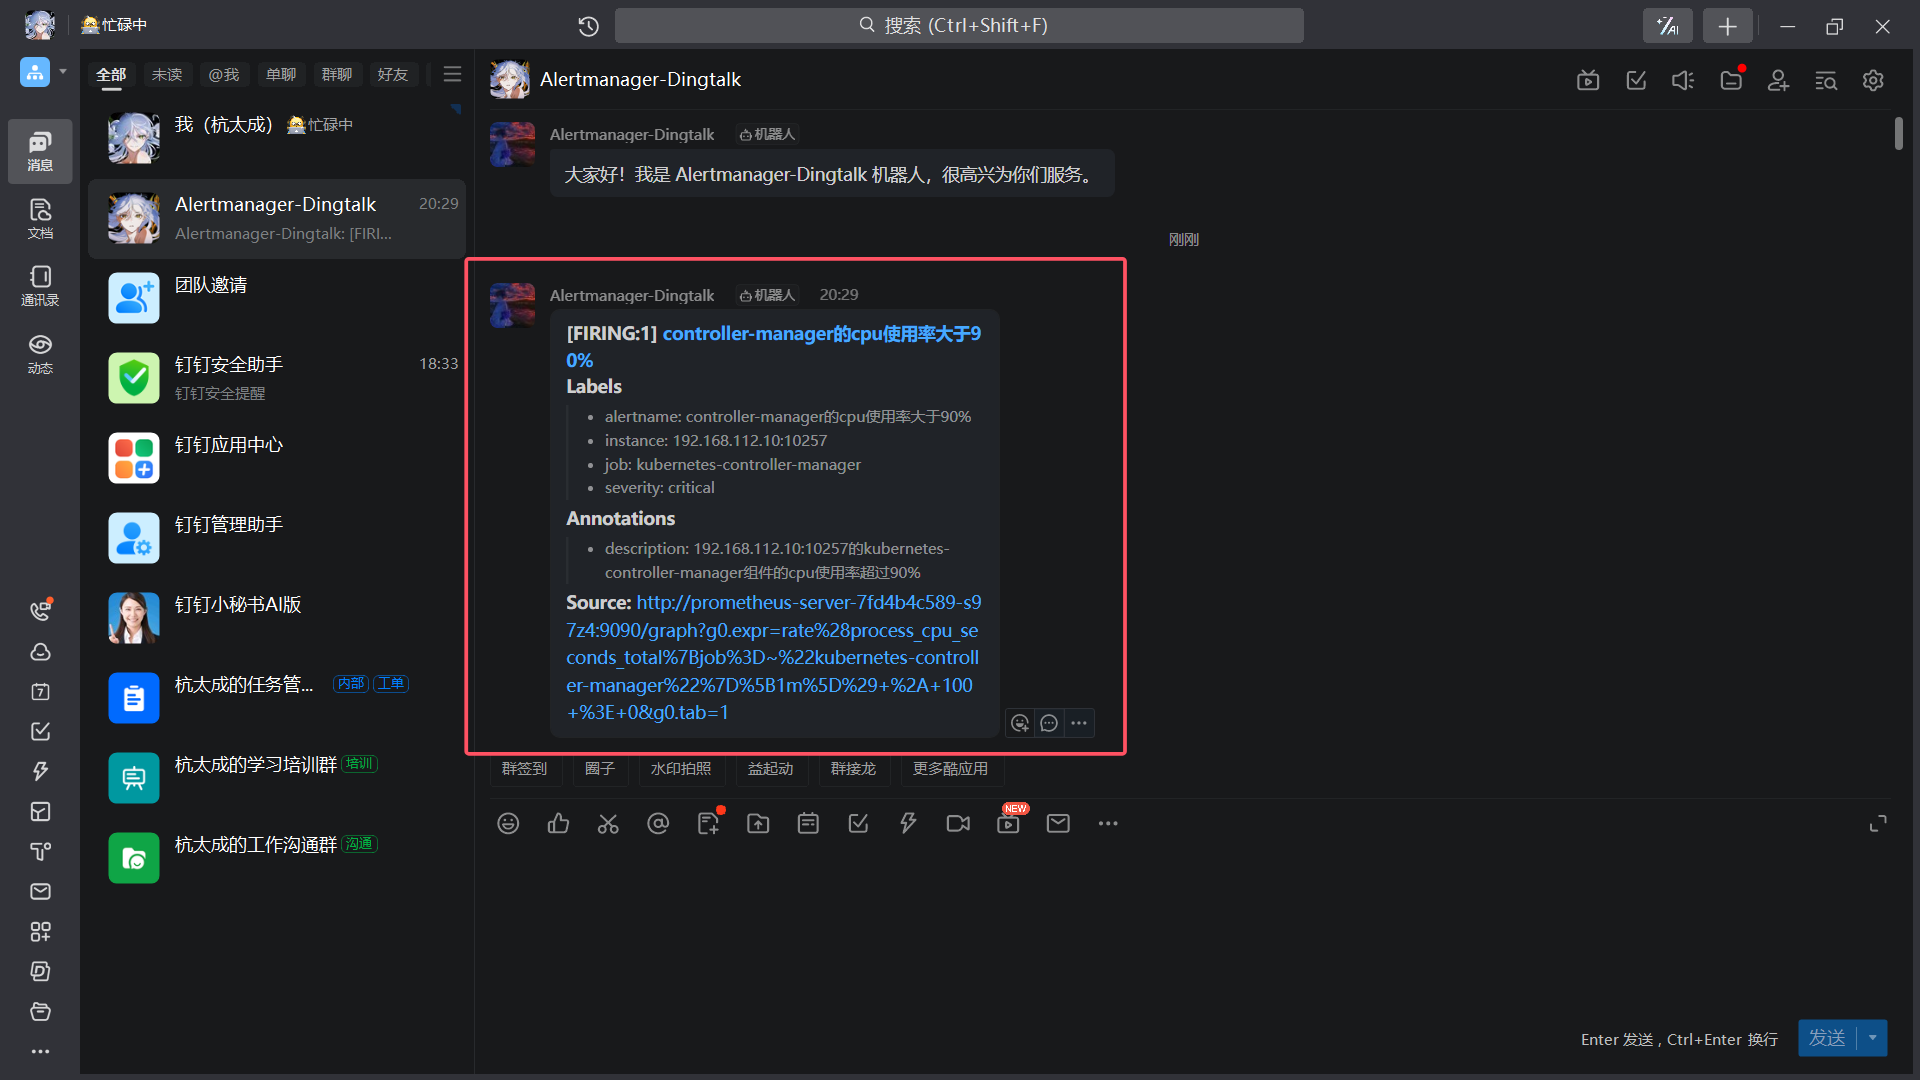 忙碌中
搜索 (Ctrl+Shift+F)
全部 未读 @我 单聊 群聊 好友
消息
文档
通讯录
动态
7
我（杭太成） 忙碌中
Alertmanager-Dingtalk 20:29
Alertmanager-Dingtalk: [FIRI...
团队邀请
钉钉安全助手 18:33
钉钉安全提醒
钉钉应用中心
钉钉管理助手
钉钉小秘书AI版
杭太成的任务管... 内部 工单
杭太成的学习培训群 培训
杭太成的工作沟通群 沟通
Alertmanager-Dingtalk
Alertmanager-Dingtalk 机器人
大家好！我是 Alertmanager-Dingtalk 机器人，很高兴为你们服务。
刚刚
Alertmanager-Dingtalk 机器人 20:29
[FIRING:1] controller-manager的cpu使用率大于9
0%
Labels
• alertname: controller-manager的cpu使用率大于90%
• instance: 192.168.112.10:10257
• job: kubernetes-controller-manager
• severity: critical
Annotations
• description: 192.168.112.10:10257的kubernetes-
controller-manager组件的cpu使用率超过90%
Source: http://prometheus-server-7fd4b4c589-s9
7z4:9090/graph?g0.expr=rate%28process_cpu_se
conds_total%7Bjob%3D~%22kubernetes-controll
er-manager%22%7D%5B1m%5D%29+%2A+100
+%3E+0&g0.tab=1
群签到 圈子 水印拍照 益起动 群接龙 更多酷应用
NEW
Enter 发送 , Ctrl+Enter 换行
发送